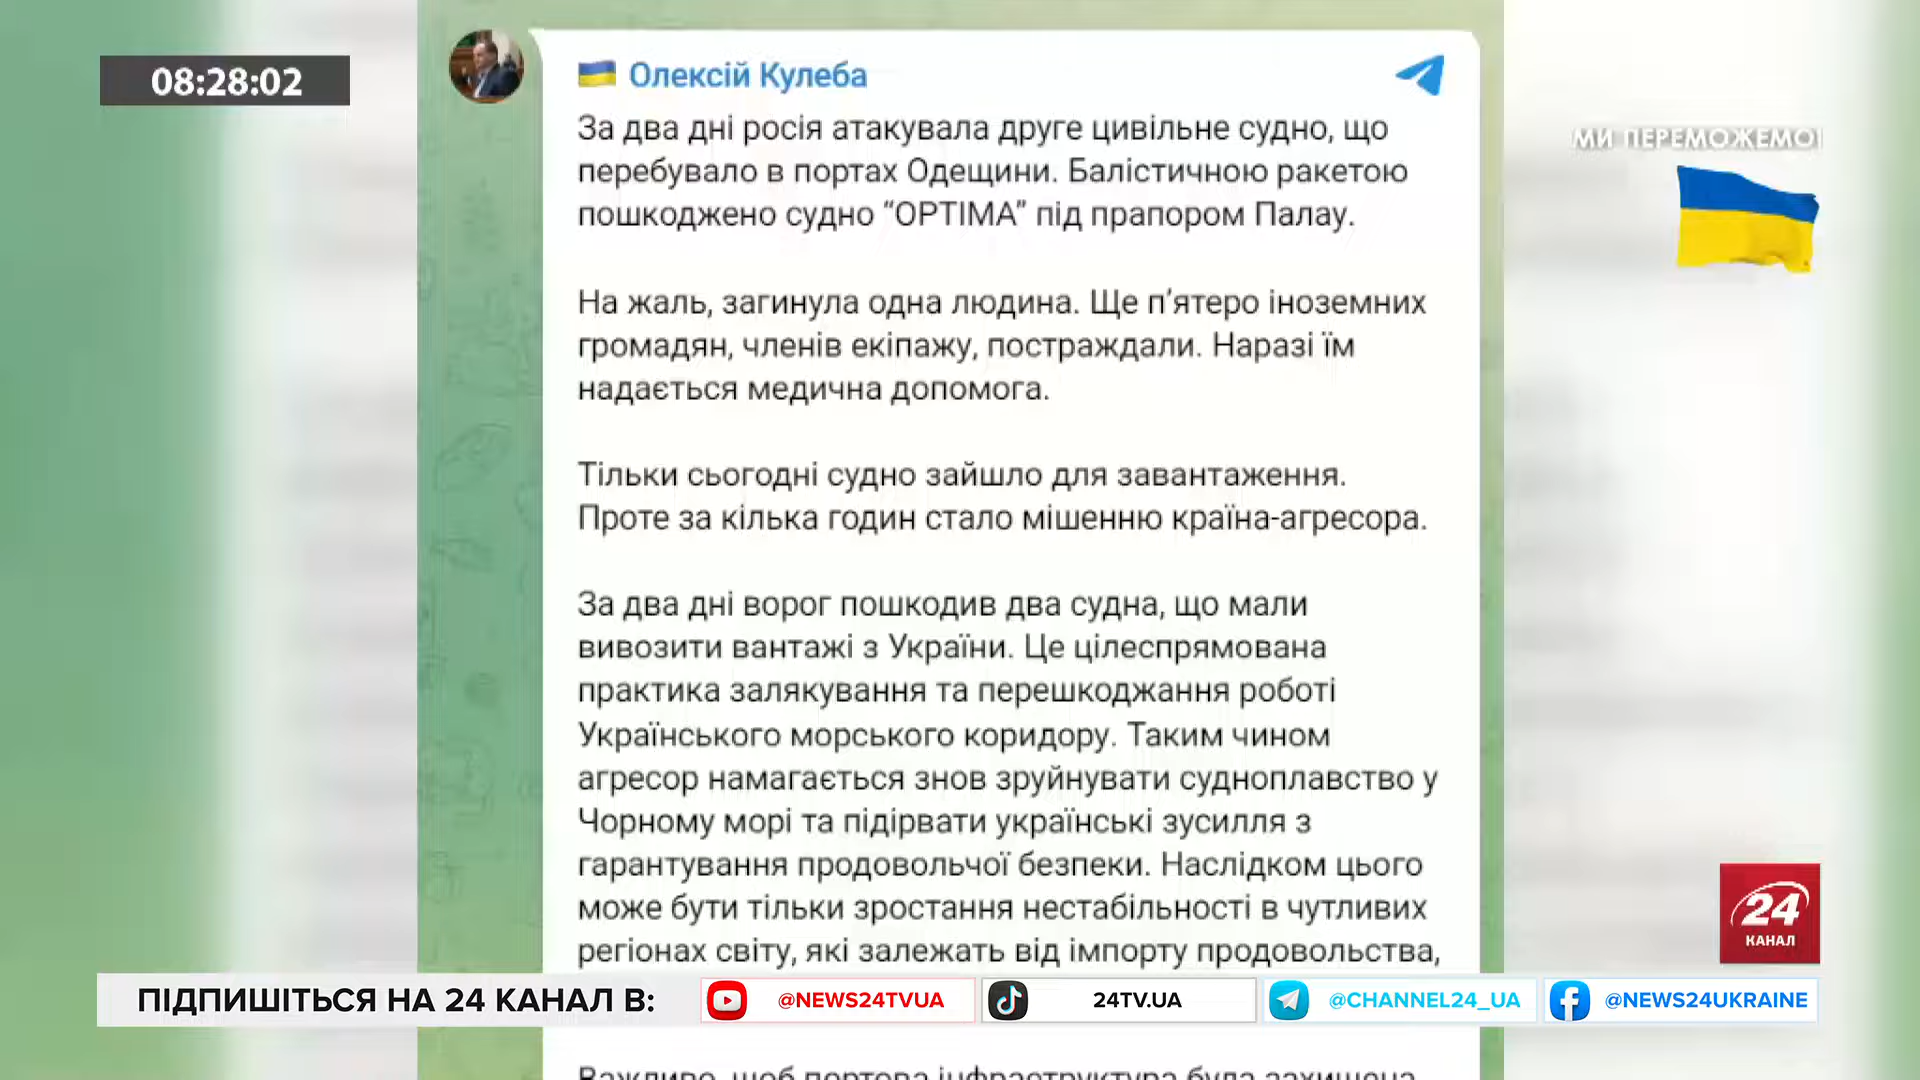 08:28:02
Олексій Кулеба
За два дні росія атакувала друге цивільне судно, що
перебувало в портах Одещини. Балістичною ракетою
пошкоджено судно “OPTIMA” під прапором Палау.
На жаль, загинула одна людина. Ще п’ятеро іноземних
громадян, членів екіпажу, постраждали. Наразі їм
надається медична допомога.
Тільки сьогодні судно зайшло для завантаження.
Проте за кілька годин стало мішенню країна-агресора.
За два дні ворог пошкодив два судна, що мали
вивозити вантажі з України. Це цілеспрямована
практика залякування та перешкоджання роботі
Українського морського коридору. Таким чином
агресор намагається знов зруйнувати судноплавство у
Чорному морі та підірвати українські зусилля з
гарантування продовольчої безпеки. Наслідком цього
може бути тільки зростання нестабільності в чутливих
регіонах світу, які залежать від імпорту продовольства,
Важливо, щоб портова інфраструктура була захищена
МИ ПЕРЕМОЖЕМО!
24
КАНАЛ
ПІДПИШІТЬСЯ НА 24 КАНАЛ В:
@NEWS24TVUA
24TV.UA
@CHANNEL24_UA
@NEWS24UKRAINE